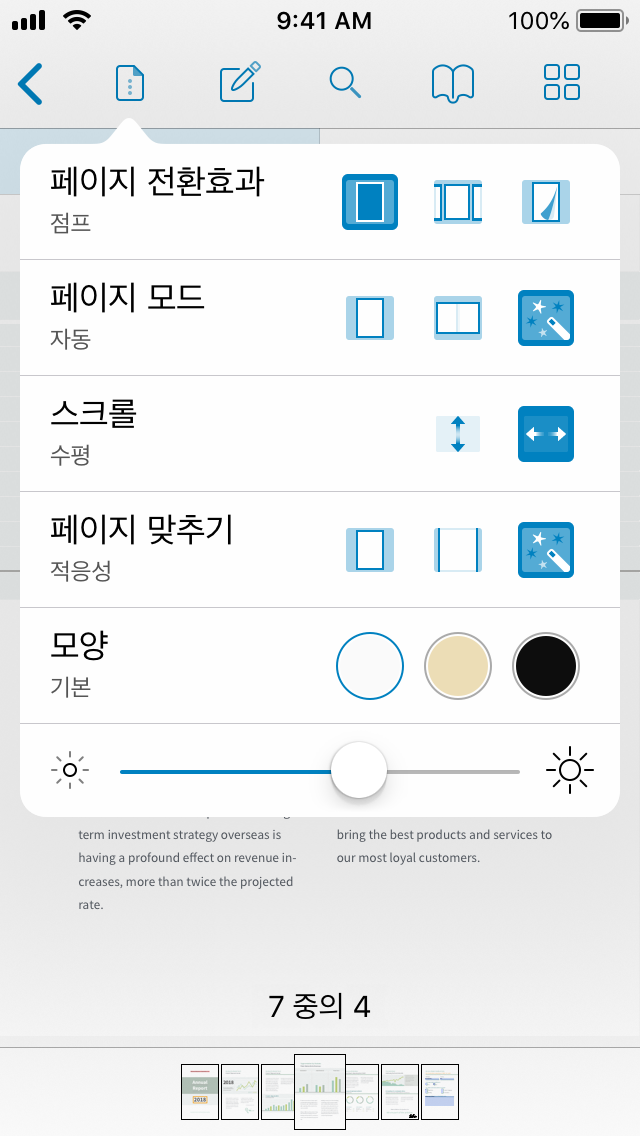 9:41 AM
100%
페이지 전환효과
점프
페이지 모드
자동
스크롤
수평
페이지 맞추기
적응성
모양
기본
term investment strategy overseas is
having a profound effect on revenue in-
creases, more than twice the projected
rate.
bring the best products and services to
our most loyal customers.
7 중의 4
Annual
Report
2018
2018